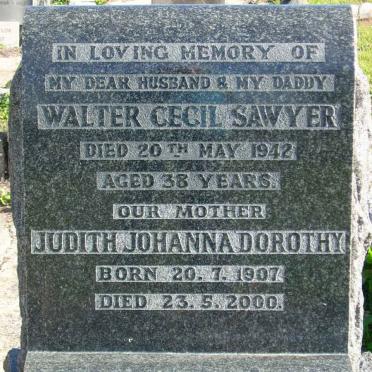 IN LOVING MEMORY OF
MY DEAR HUSBAND & MY DADDY
WALTER CECIL SAWYER
DIED 20TH MAY 1942
AGED 38 YEARS.
OUR MOTHER
JUDITH JOHANNA DOROTHY
BORN 20.7.1907
DIED 23.5.2000.